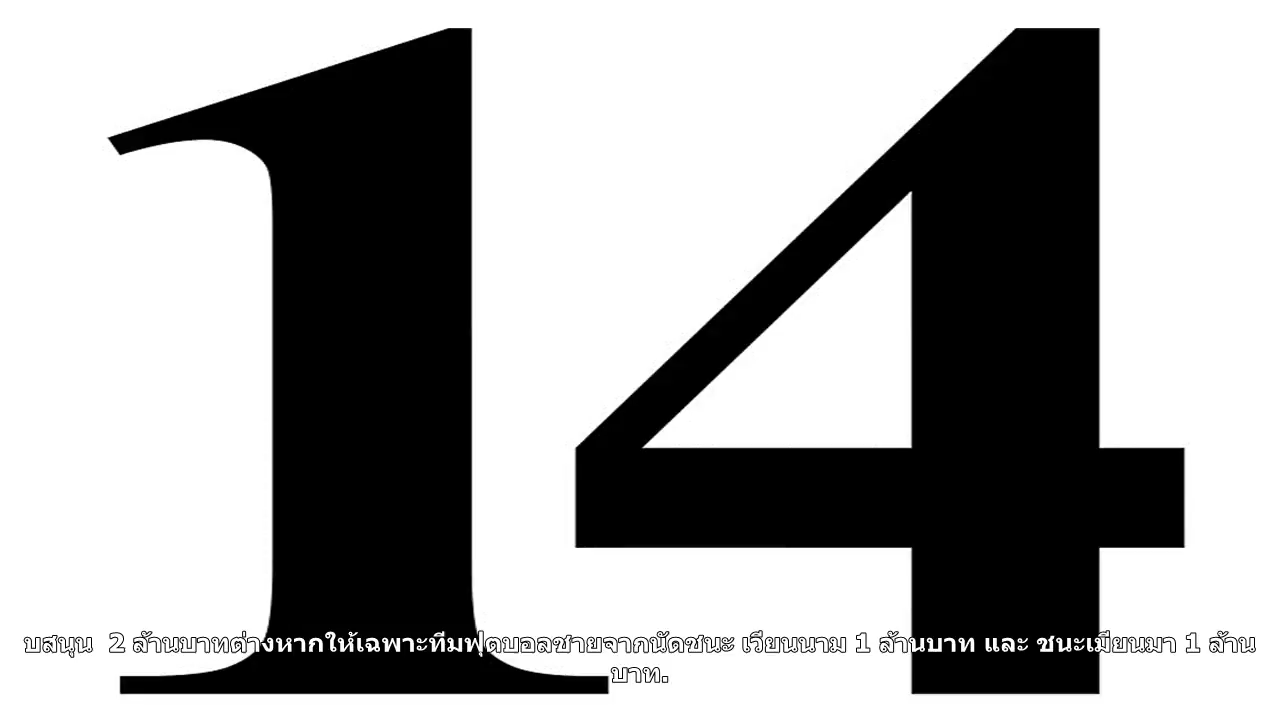 14
บสนุน 2 ล้านบาทต่างหากให้เฉพาะทีมฟุตบอลชายจากนัดชนะ เวียนนาม 1 ล้านบาท และ ชนะเมียนมา 1 ล้าน
บาท.